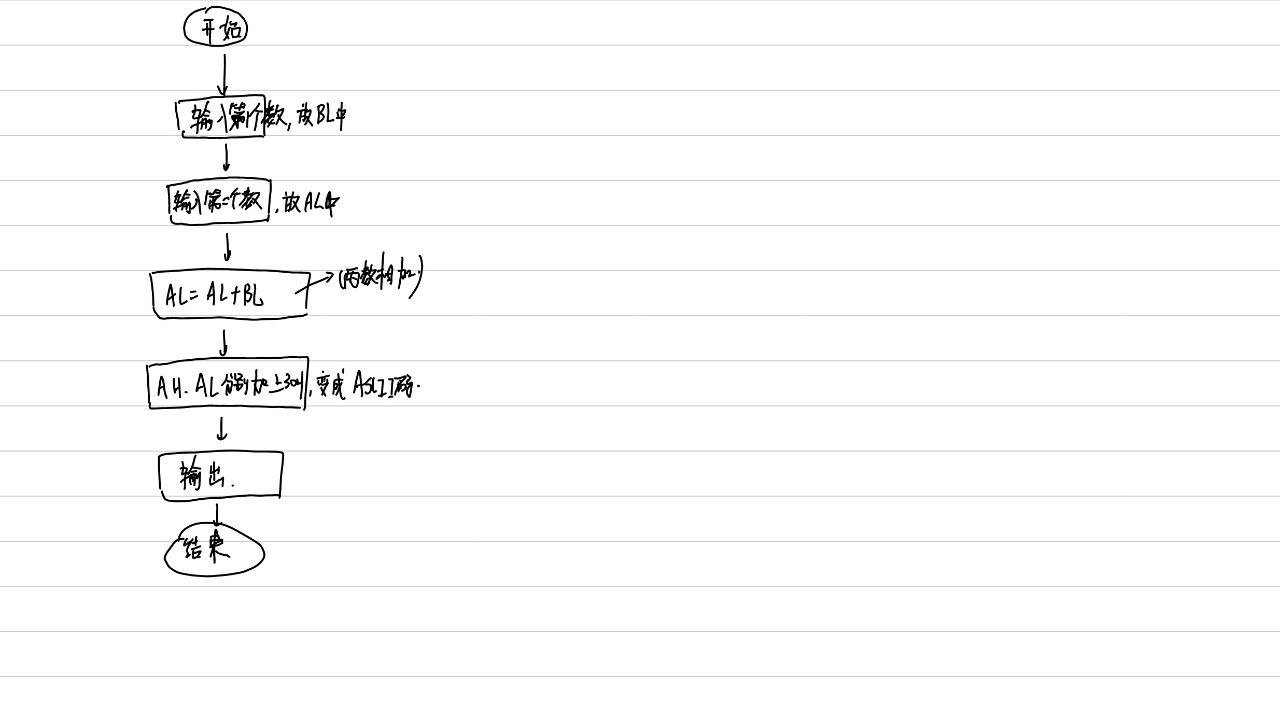 开始
输入第1个数,放BL中
输入第二个数,放AL中
AL=AL+BL
(两数相加)
AH.AL分别加上30H,变成ASCII码.
输出.
结束